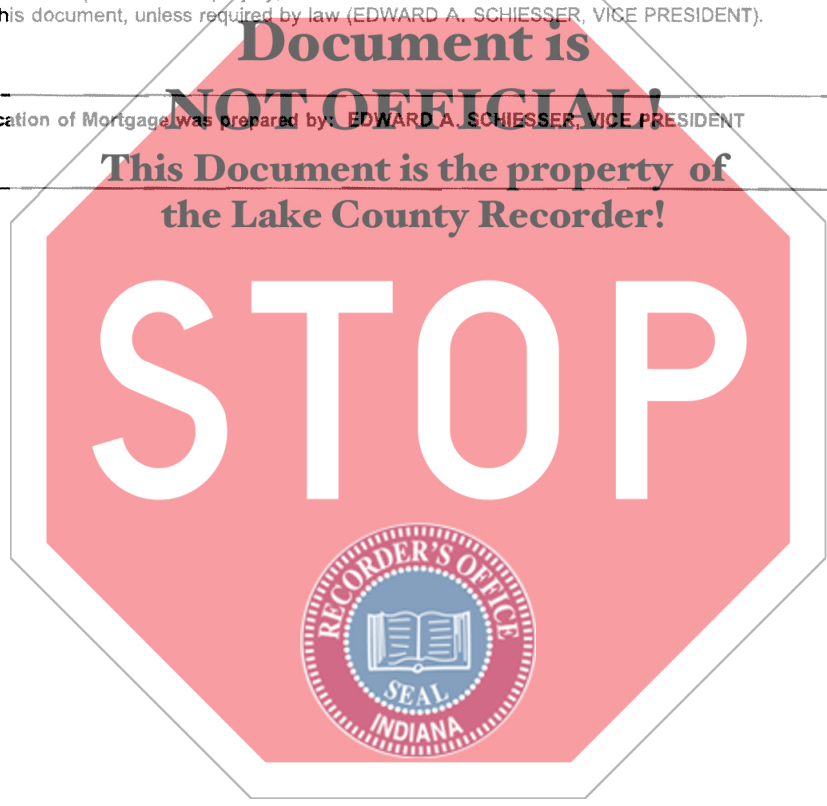 his document, unless required by law (EDWARD A. SCHIESSER, VICE PRESIDENT).
Document is
NOT OFFICIAL!
cation of Mortgage was prepared by: EDWARD A. SCHIESSER, VICE PRESIDENT
This Document is the property of
the Lake County Recorder!
STOP
RECORDER'S OFFICE
SEAL
INDIANA